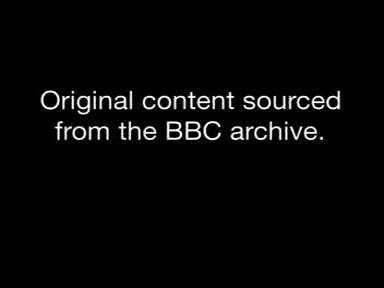 Original content sourced
from the BBC archive.